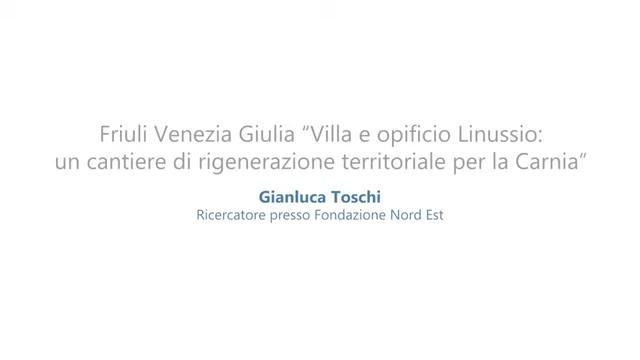 Friuli Venezia Giulia “Villa e opificio Linussio:
un cantiere di rigenerazione territoriale per la Carnia”
Gianluca Toschi
Ricercatore presso Fondazione Nord Est